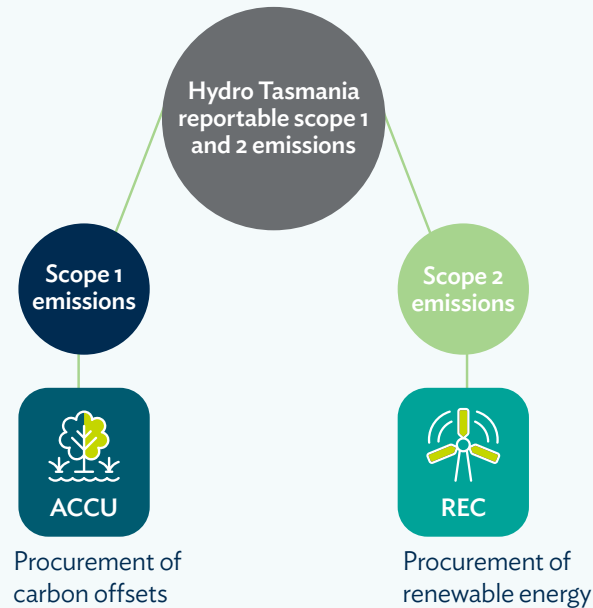 Hydro Tasmania
reportable scope 1
and 2 emissions
Scope 1
emissions
Scope 2
emissions
ACCU
REC
Procurement of
carbon offsets
Procurement of
renewable energy